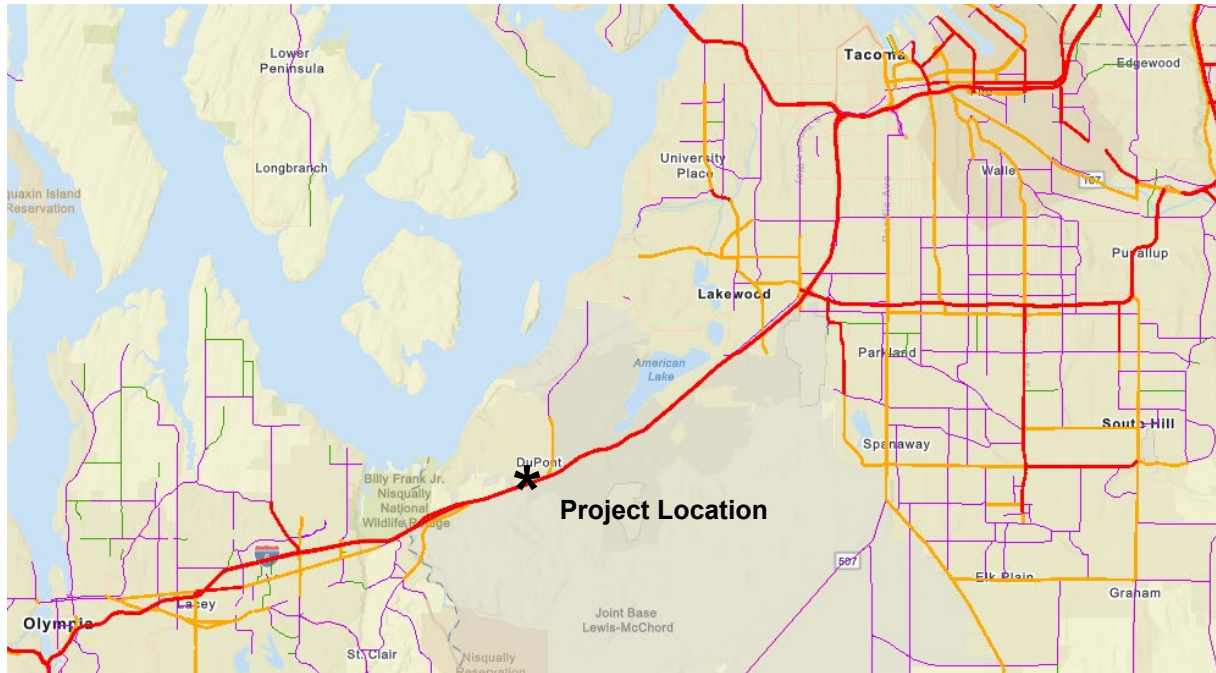 Lower
Peninsula
Tacoma
Edgewood
Longbranch
University
Place
Waller
167
quaxin Island
Reservation
Puyallup
Lakewood
American
Lake
Parkland
South Hill
Spanaway
DuPont
Billy Frank Jr.
Nisqually
National
Wildlife Refuge
Project Location
507
Elk Plain
Graham
Lacey
Olympia
Joint Base
Lewis-McChord
St. Clair
Nisqually
Reservation